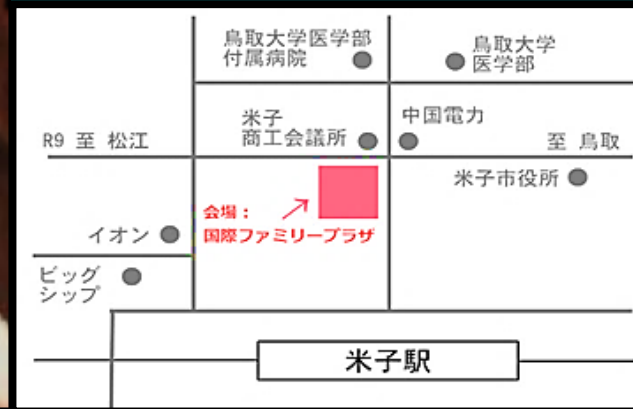 鳥取大学医学部
付属病院
鳥取大学
医学部
米子
商工会議所
中国電力
R9 至 松江
至 鳥取
米子市役所
会場：
国際ファミリープラザ
イオン
ビッグ
シップ
米子駅